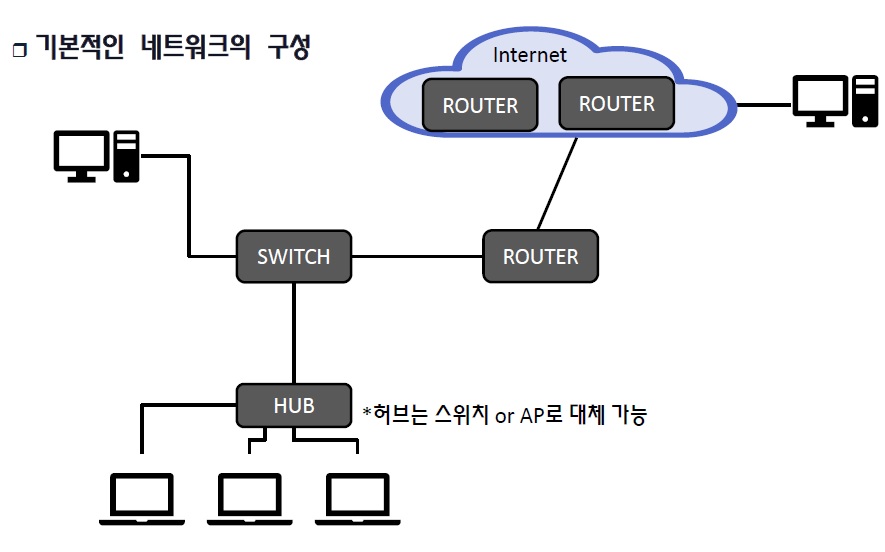 기본적인 네트워크의 구성
Internet
ROUTER
ROUTER
SWITCH
ROUTER
HUB
*허브는 스위치 or AP로 대체 가능